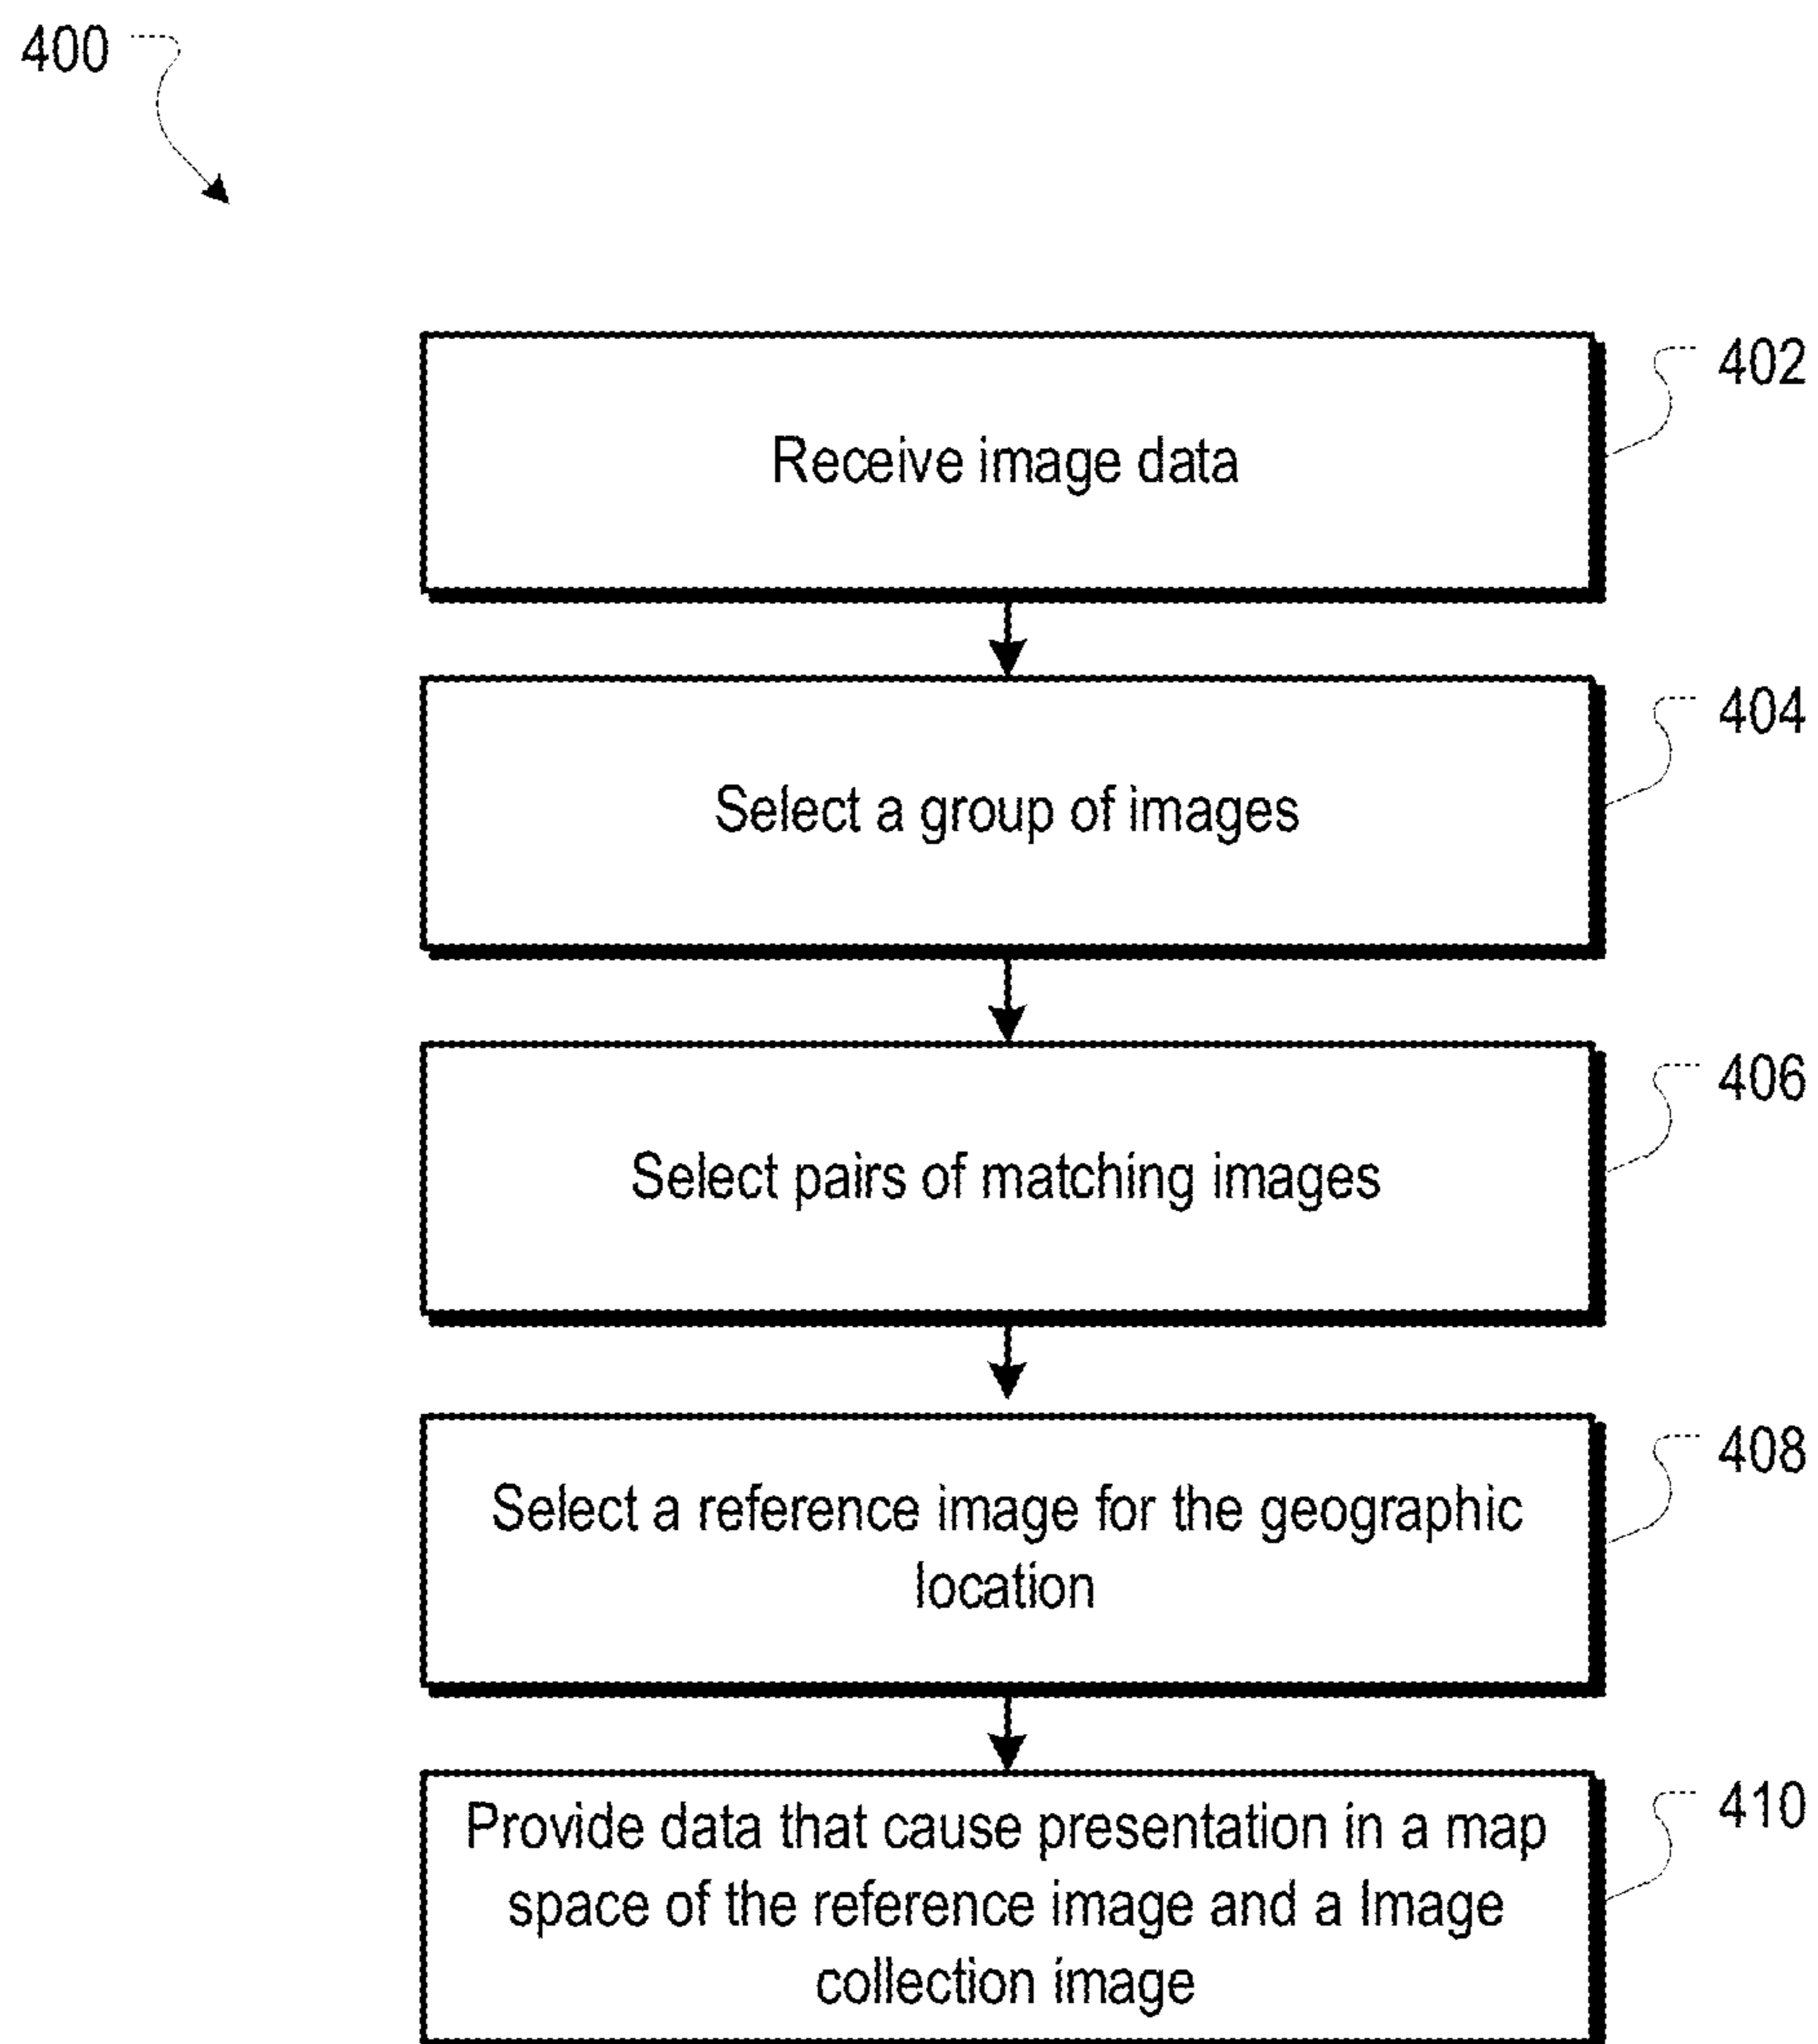 400
402
Receive image data
404
Select a group of images
406
Select pairs of matching images
408
Select a reference image for the geographic
location
410
Provide data that cause presentation in a map
space of the reference image and a Image
collection image